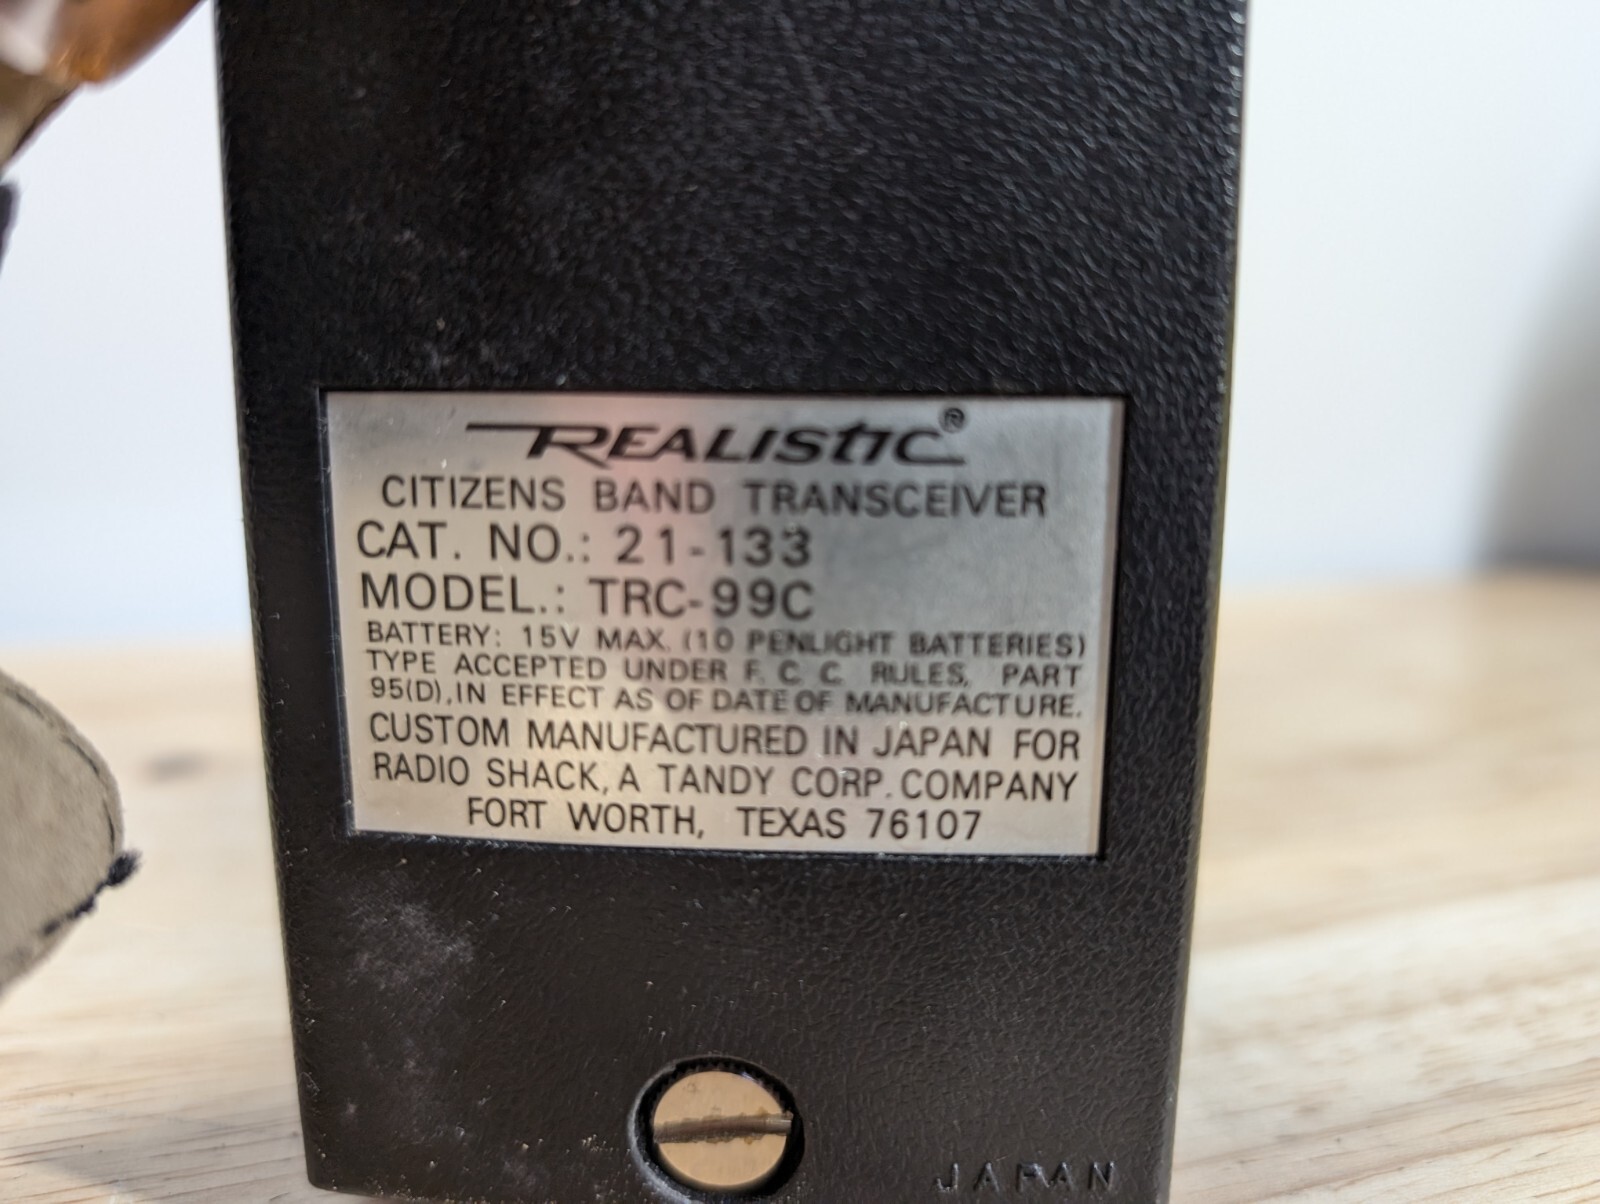 REALISTIC®
CITIZENS BAND TRANSCEIVER
CAT. NO.: 21-133
MODEL.: TRC-99C
BATTERY: 15V MAX. (10 PENLIGHT BATTERIES)
TYPE ACCEPTED UNDER F. C. C. RULES, PART
95(D), IN EFFECT AS OF DATE OF MANUFACTURE.
CUSTOM MANUFACTURED IN JAPAN FOR
RADIO SHACK, A TANDY CORP. COMPANY
FORT WORTH, TEXAS 76107
JAPAN